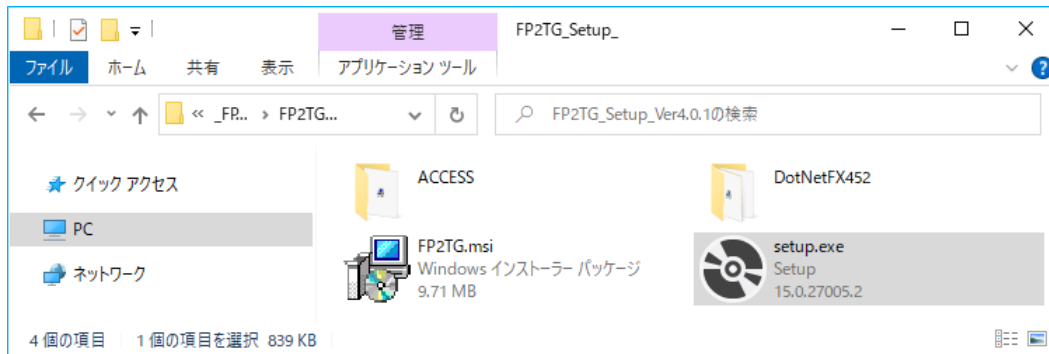 管理 FP2TG_Setup_
ファイル ホーム 共有 表示 アプリケーション ツール
« _FP... › FP2TG... FP2TG_Setup_Ver4.0.1の検索
クイック アクセス
PC
ネットワーク
ACCESS
DotNetFX452
FP2TG.msi
Windows インストーラー パッケージ
9.71 MB
setup.exe
Setup
15.0.27005.2
4 個の項目 1 個の項目を選択 839 KB